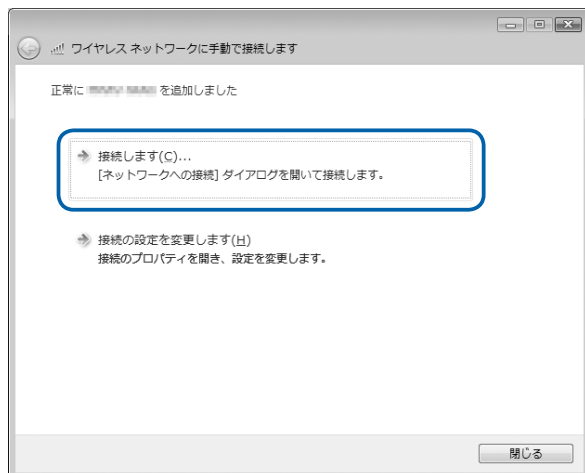 ワイヤレス ネットワークに手動で接続します
正常に を追加しました
接続します(C)...
[ネットワークへの接続] ダイアログを開いて接続します。
接続の設定を変更します(H)
接続のプロパティを開き、設定を変更します。
閉じる